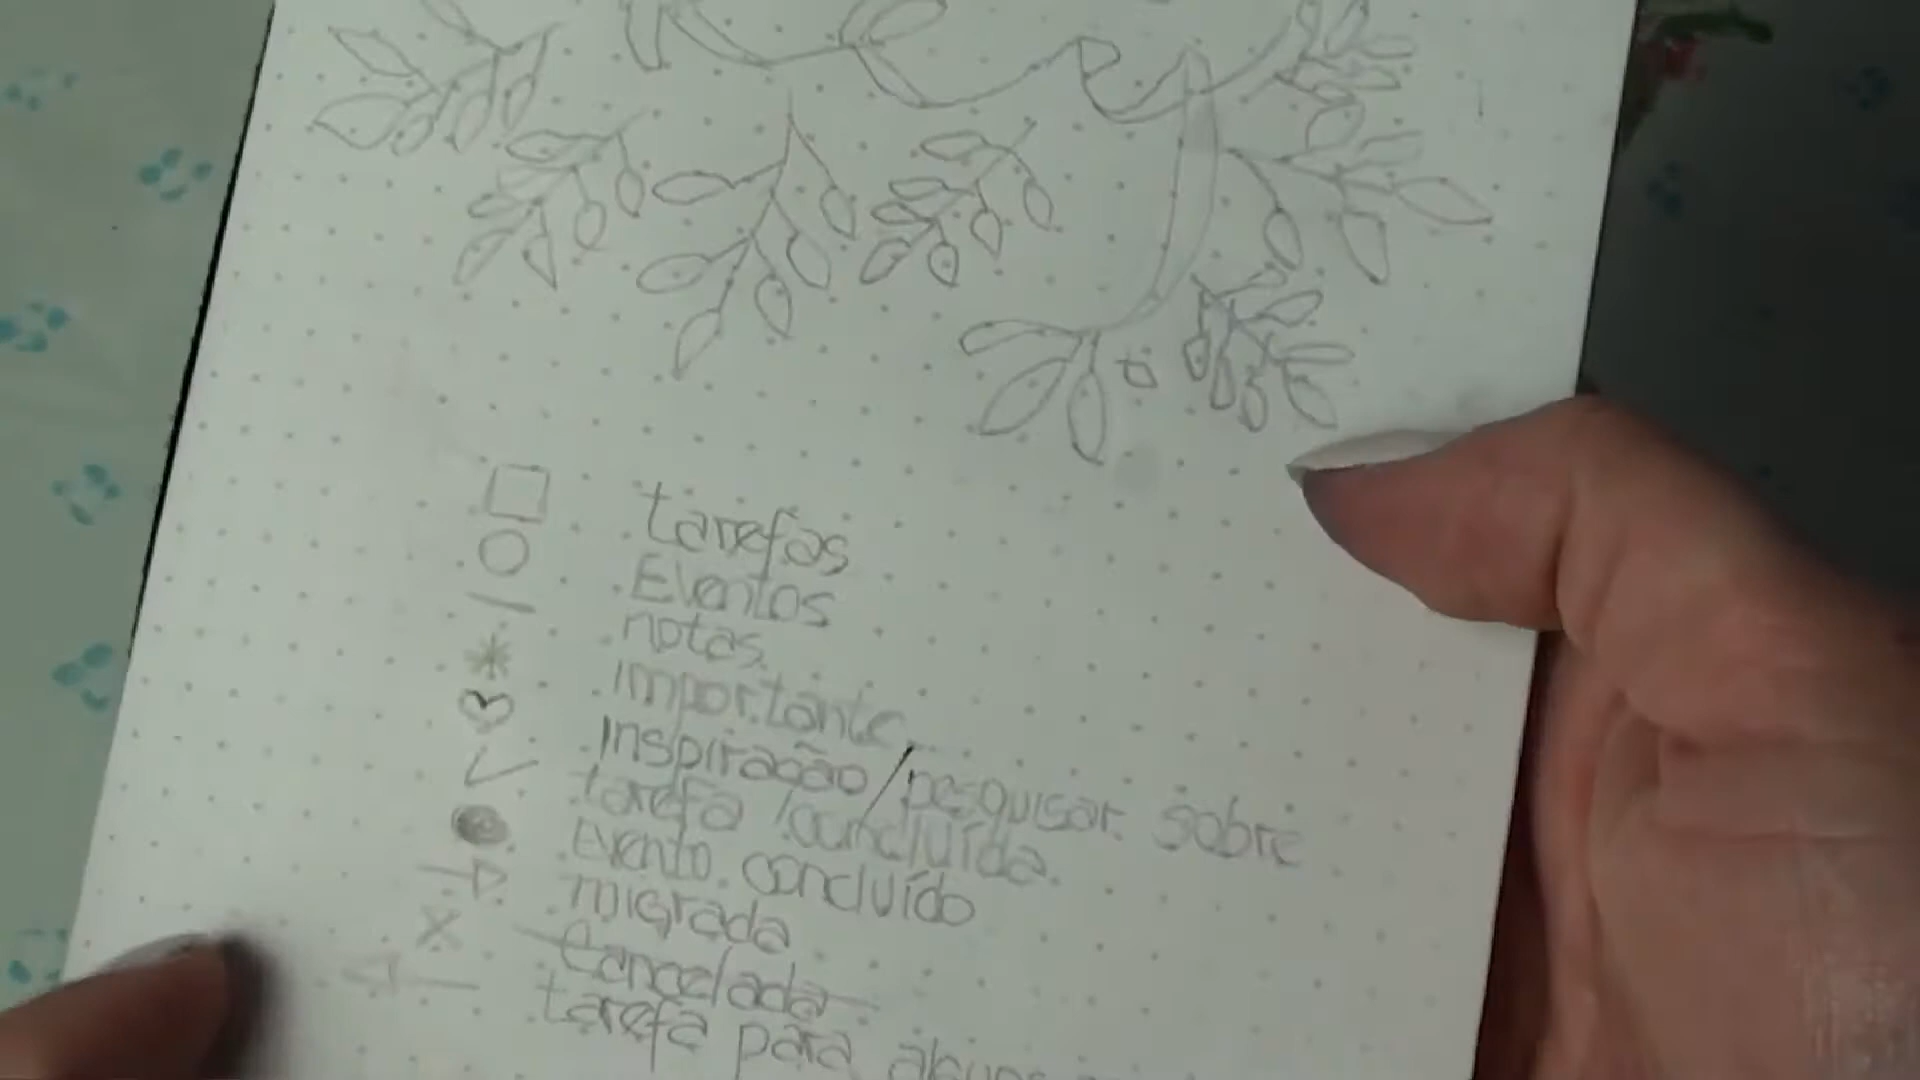 tarefas
Eventos
notas
importante
inspiração/pesquisar sobre
tarefa concluída
Evento concluído
migrada
cancelada
tarefa para